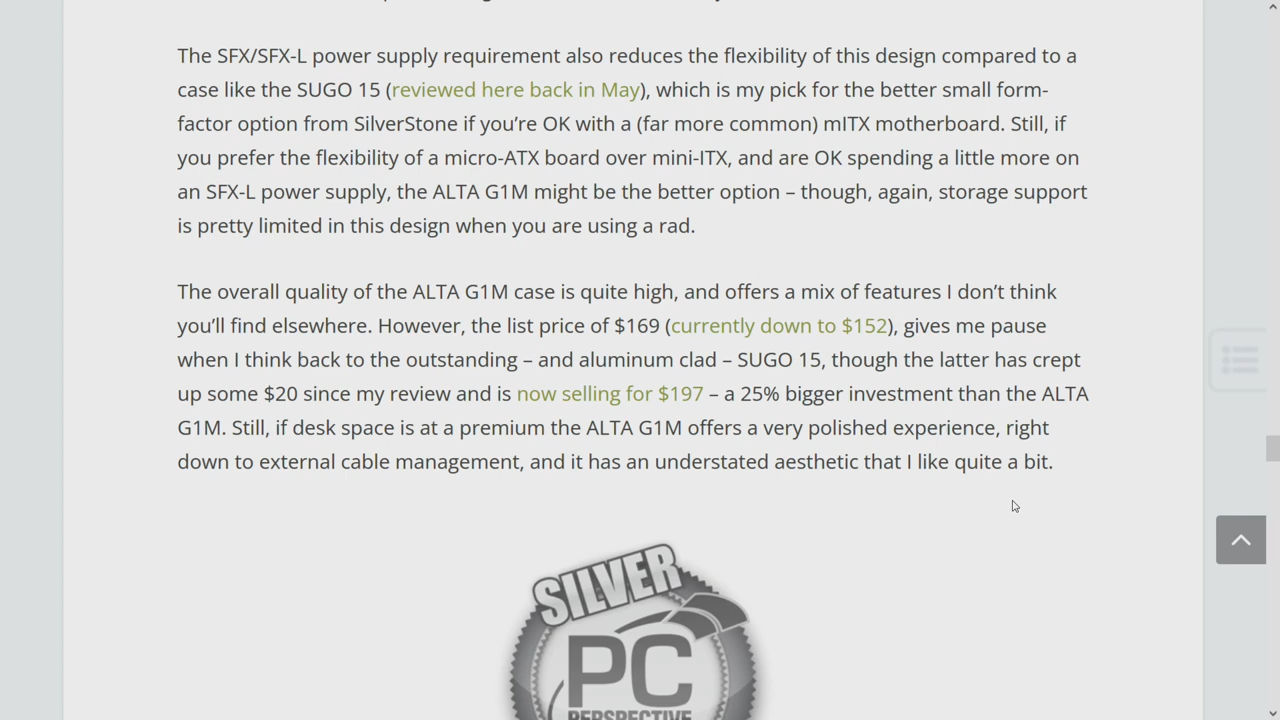 The SFX/SFX-L power supply requirement also reduces the flexibility of this design compared to a
case like the SUGO 15 (reviewed here back in May), which is my pick for the better small form-
factor option from SilverStone if you’re OK with a (far more common) mITX motherboard. Still, if
you prefer the flexibility of a micro-ATX board over mini-ITX, and are OK spending a little more on
an SFX-L power supply, the ALTA G1M might be the better option – though, again, storage support
is pretty limited in this design when you are using a rad.
The overall quality of the ALTA G1M case is quite high, and offers a mix of features I don’t think
you’ll find elsewhere. However, the list price of $169 (currently down to $152), gives me pause
when I think back to the outstanding – and aluminum clad – SUGO 15, though the latter has crept
up some $20 since my review and is now selling for $197 – a 25% bigger investment than the ALTA
G1M. Still, if desk space is at a premium the ALTA G1M offers a very polished experience, right
down to external cable management, and it has an understated aesthetic that I like quite a bit.
SILVER
PC
PERSPECTIVE